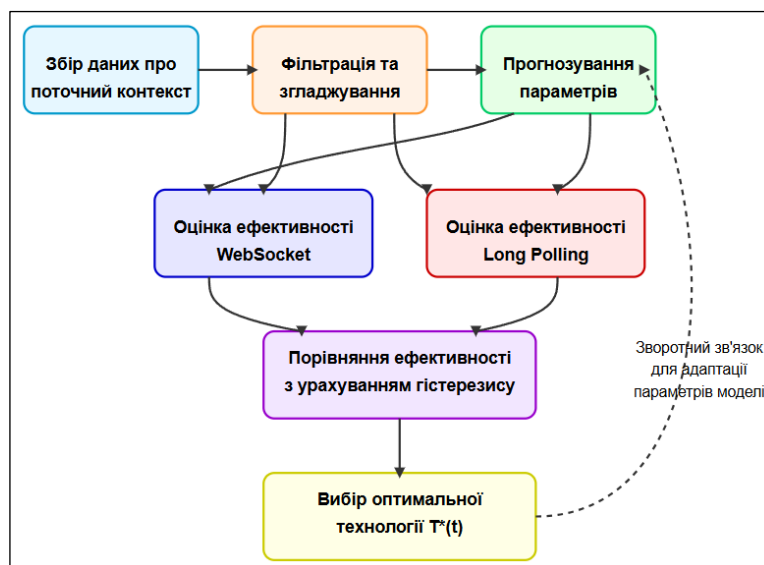 Збір даних про
поточний контекст
Фільтрація та
згладжування
Прогнозування
параметрів
Оцінка ефективності
WebSocket
Оцінка ефективності
Long Polling
Порівняння ефективності
з урахуванням гістерезису
Зворотний зв'язок
для адаптації
параметрів моделі
Вибір оптимальної
технології T*(t)